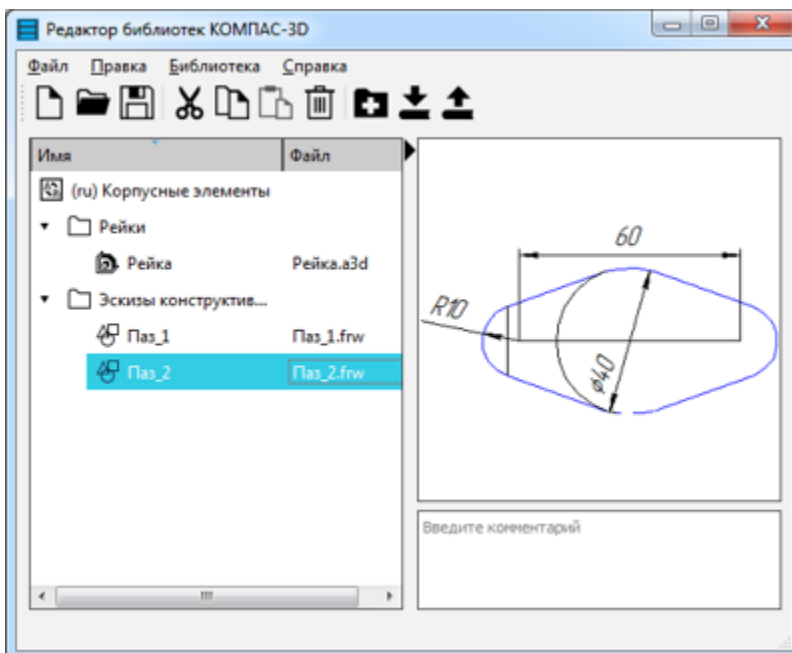 Редактор библиотек КОМПАС-3D
Файл Правка Библиотека Справка
Имя Файл
(ru) Корпусные элементы
Рейки
Рейка Рейка.a3d
Эскизы конструктив...
Паз_1 Паз_1.frw
Паз_2 Паз_2.frw
60
R10
ϕ40
Введите комментарий